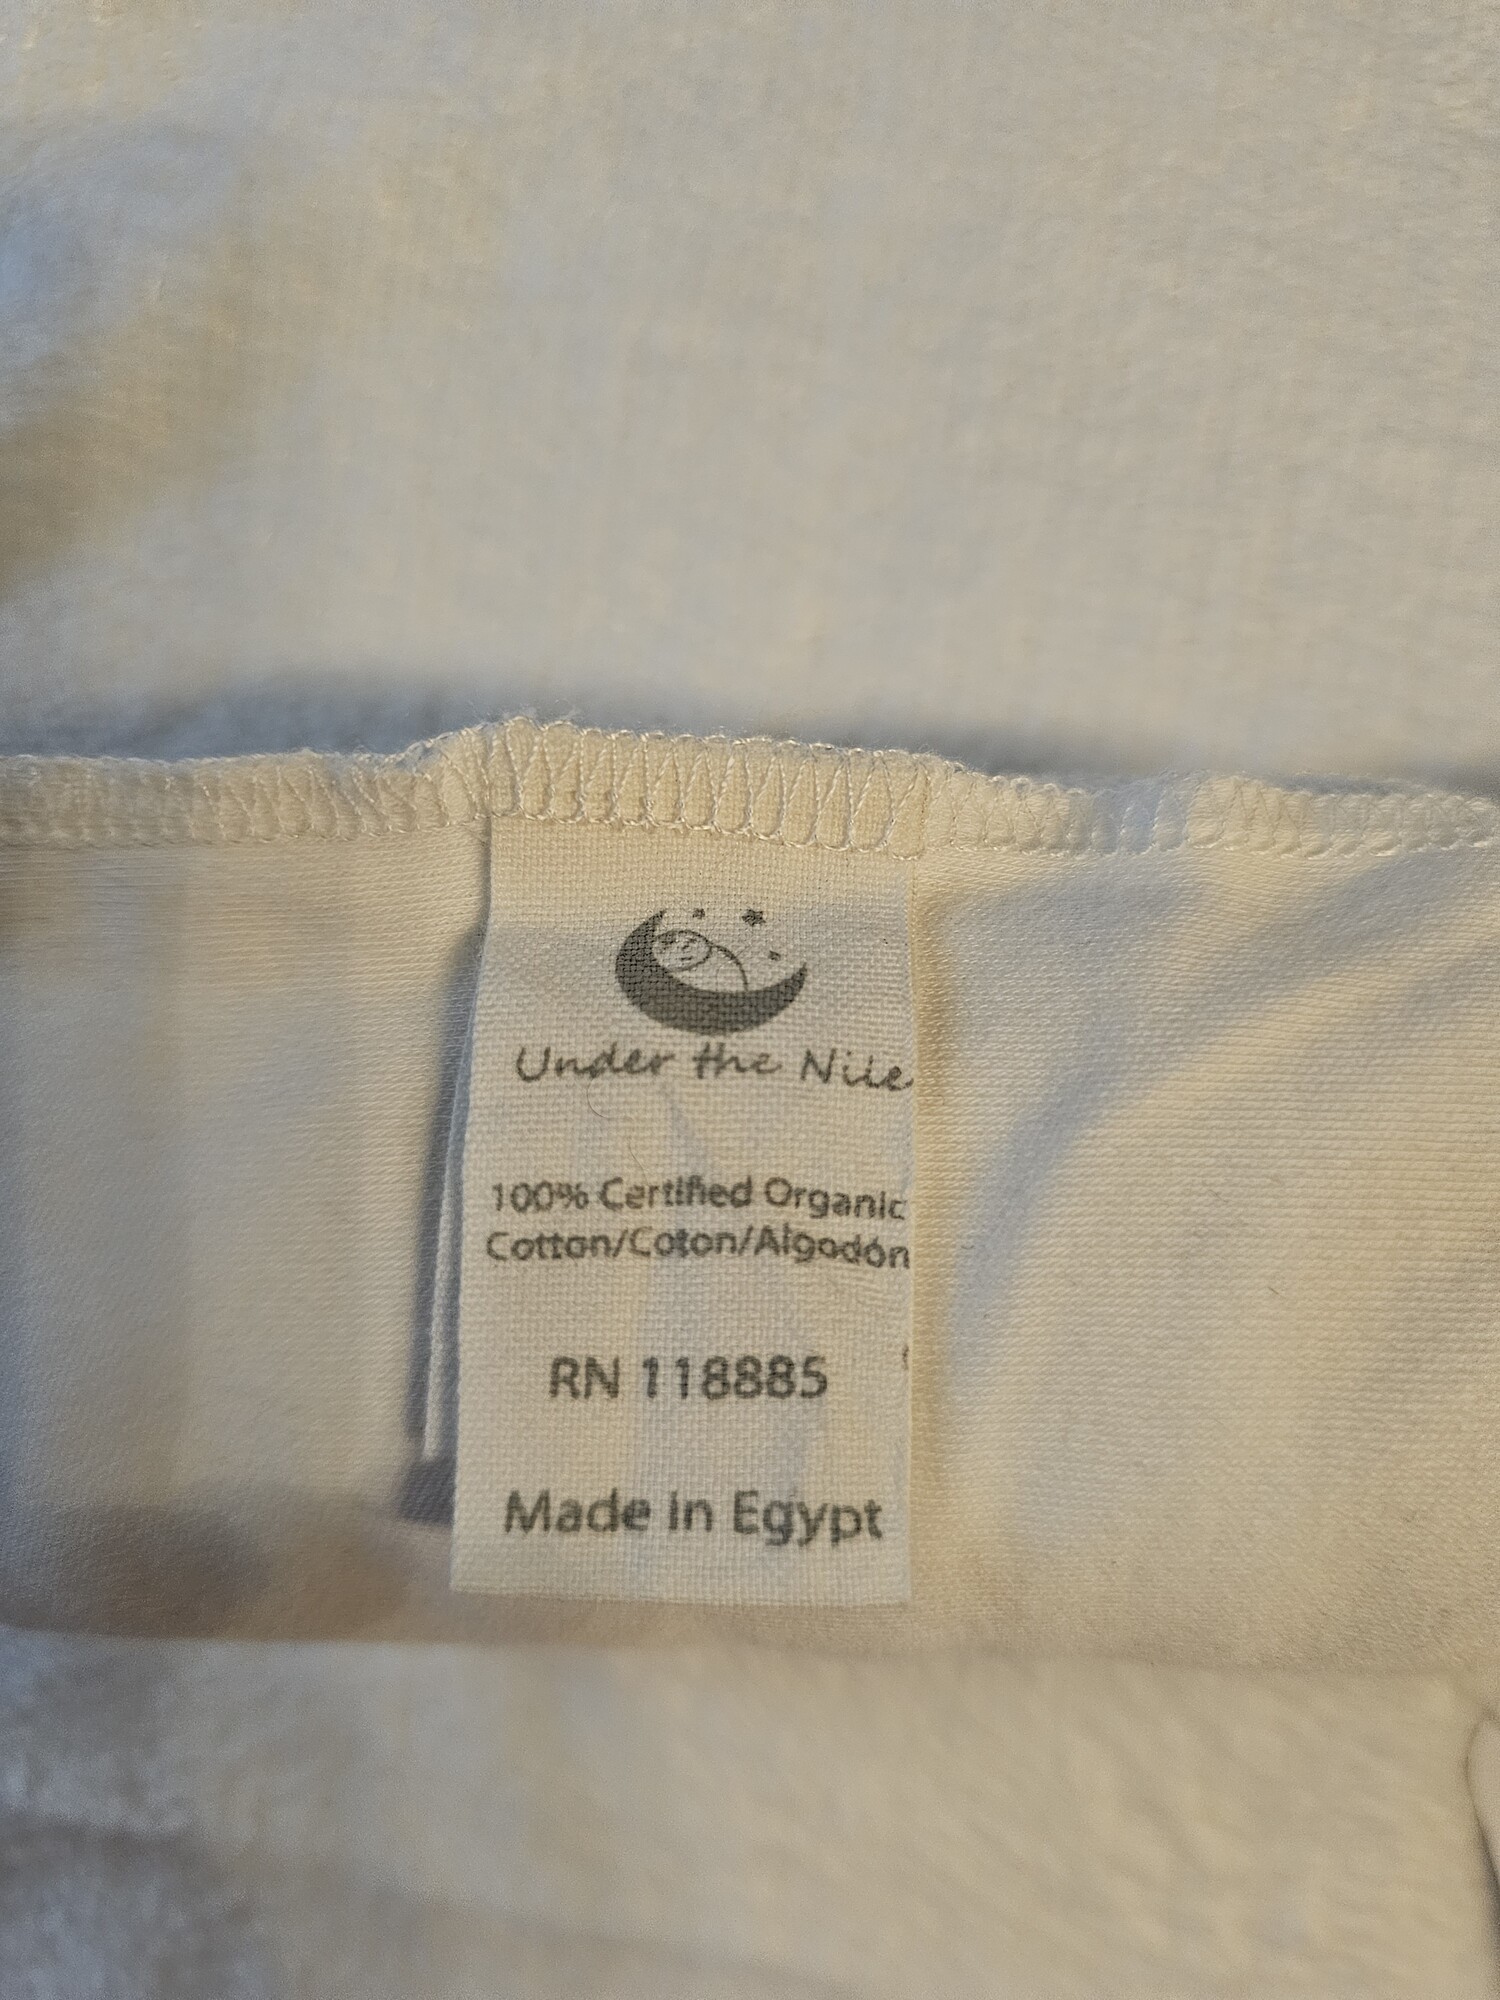 Under the Nile
100% Certified Organic
Cotton/Coton/Algodón
RN 118885
Made In Egypt